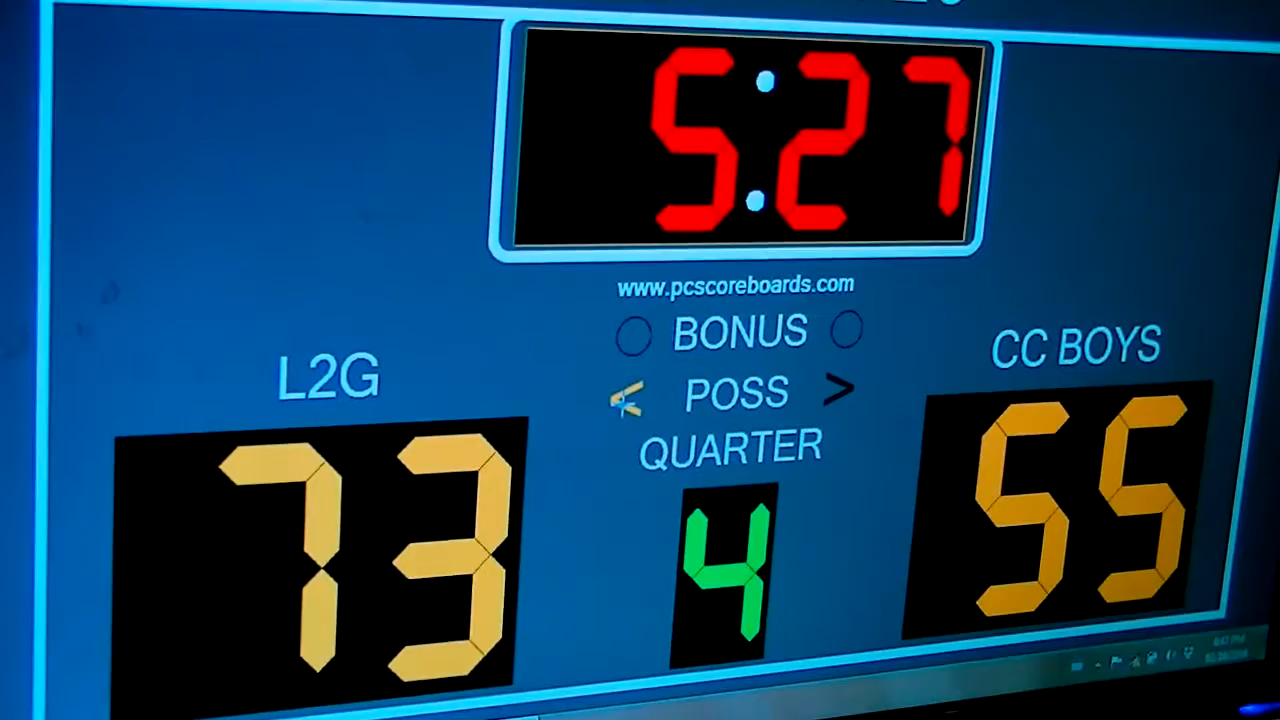 5:27
www.pcscoreboards.com
BONUS
L2G
< POSS >
CC BOYS
QUARTER
73
4
55